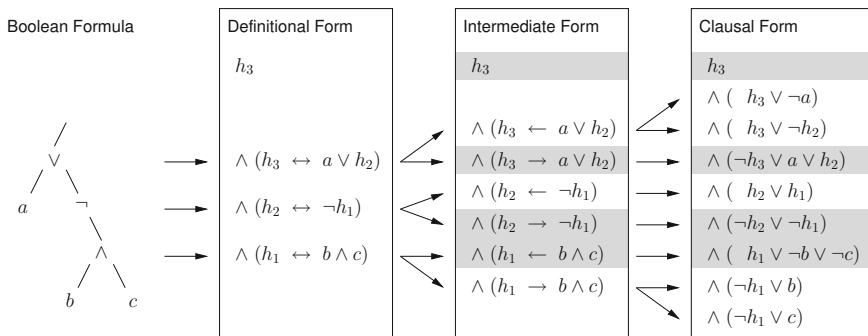 Boolean Formula
∨
a ¬
∧
b c
Definitional Form
h₃
∧ (h₃ ↔ a ∨ h₂)
∧ (h₂ ↔ ¬h₁)
∧ (h₁ ↔ b ∧ c)
Intermediate Form
h₃
∧ (h₃ ← a ∨ h₂)
∧ (h₃ → a ∨ h₂)
∧ (h₂ ← ¬h₁)
∧ (h₂ → ¬h₁)
∧ (h₁ ← b ∧ c)
∧ (h₁ → b ∧ c)
Clausal Form
h₃
∧ ( h₃ ∨ ¬a)
∧ ( h₃ ∨ ¬h₂)
∧ (¬h₃ ∨ a ∨ h₂)
∧ ( h₂ ∨ h₁)
∧ (¬h₂ ∨ ¬h₁)
∧ ( h₁ ∨ ¬b ∨ ¬c)
∧ (¬h₁ ∨ b)
∧ (¬h₁ ∨ c)